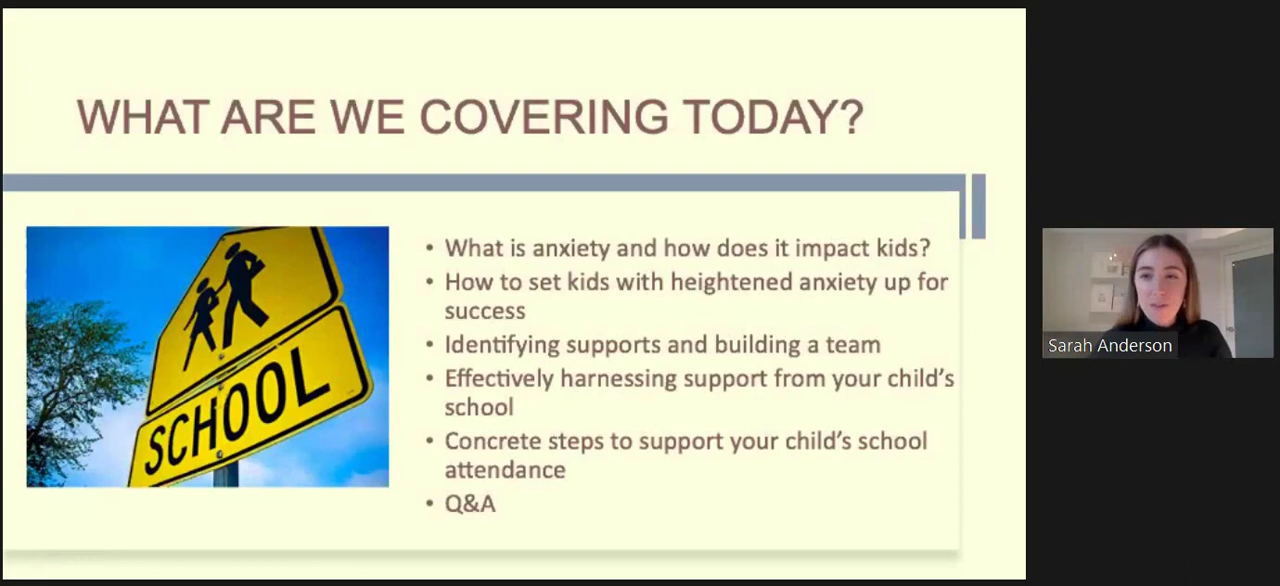 WHAT ARE WE COVERING TODAY?
SCHOOL
• What is anxiety and how does it impact kids?
• How to set kids with heightened anxiety up for
success
• Identifying supports and building a team
• Effectively harnessing support from your child's
school
• Concrete steps to support your child's school
attendance
• Q&A
Sarah Anderson